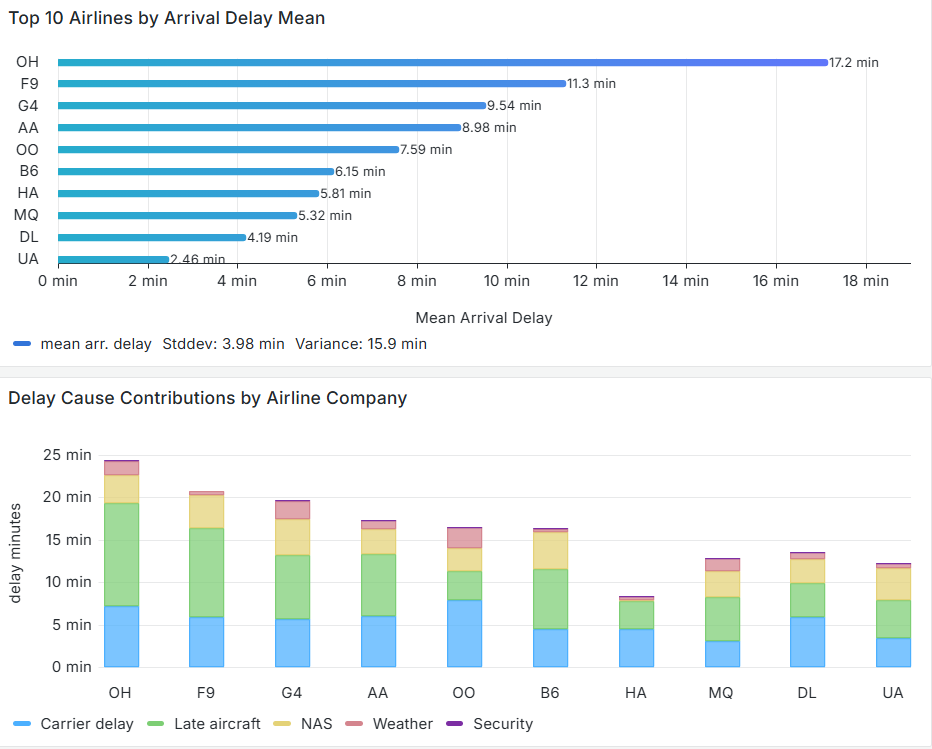 Top 10 Airlines by Arrival Delay Mean
OH 17.2 min
F9 11.3 min
G4 9.54 min
AA 8.98 min
OO 7.59 min
B6 6.15 min
HA 5.81 min
MQ 5.32 min
DL 4.19 min
UA 2.46 min
0 min 2 min 4 min 6 min 8 min 10 min 12 min 14 min 16 min 18 min
Mean Arrival Delay
mean arr. delay Stddev: 3.98 min Variance: 15.9 min
Delay Cause Contributions by Airline Company
delay minutes
25 min
20 min
15 min
10 min
5 min
0 min
OH F9 G4 AA OO B6 HA MQ DL UA
Carrier delay Late aircraft NAS Weather Security